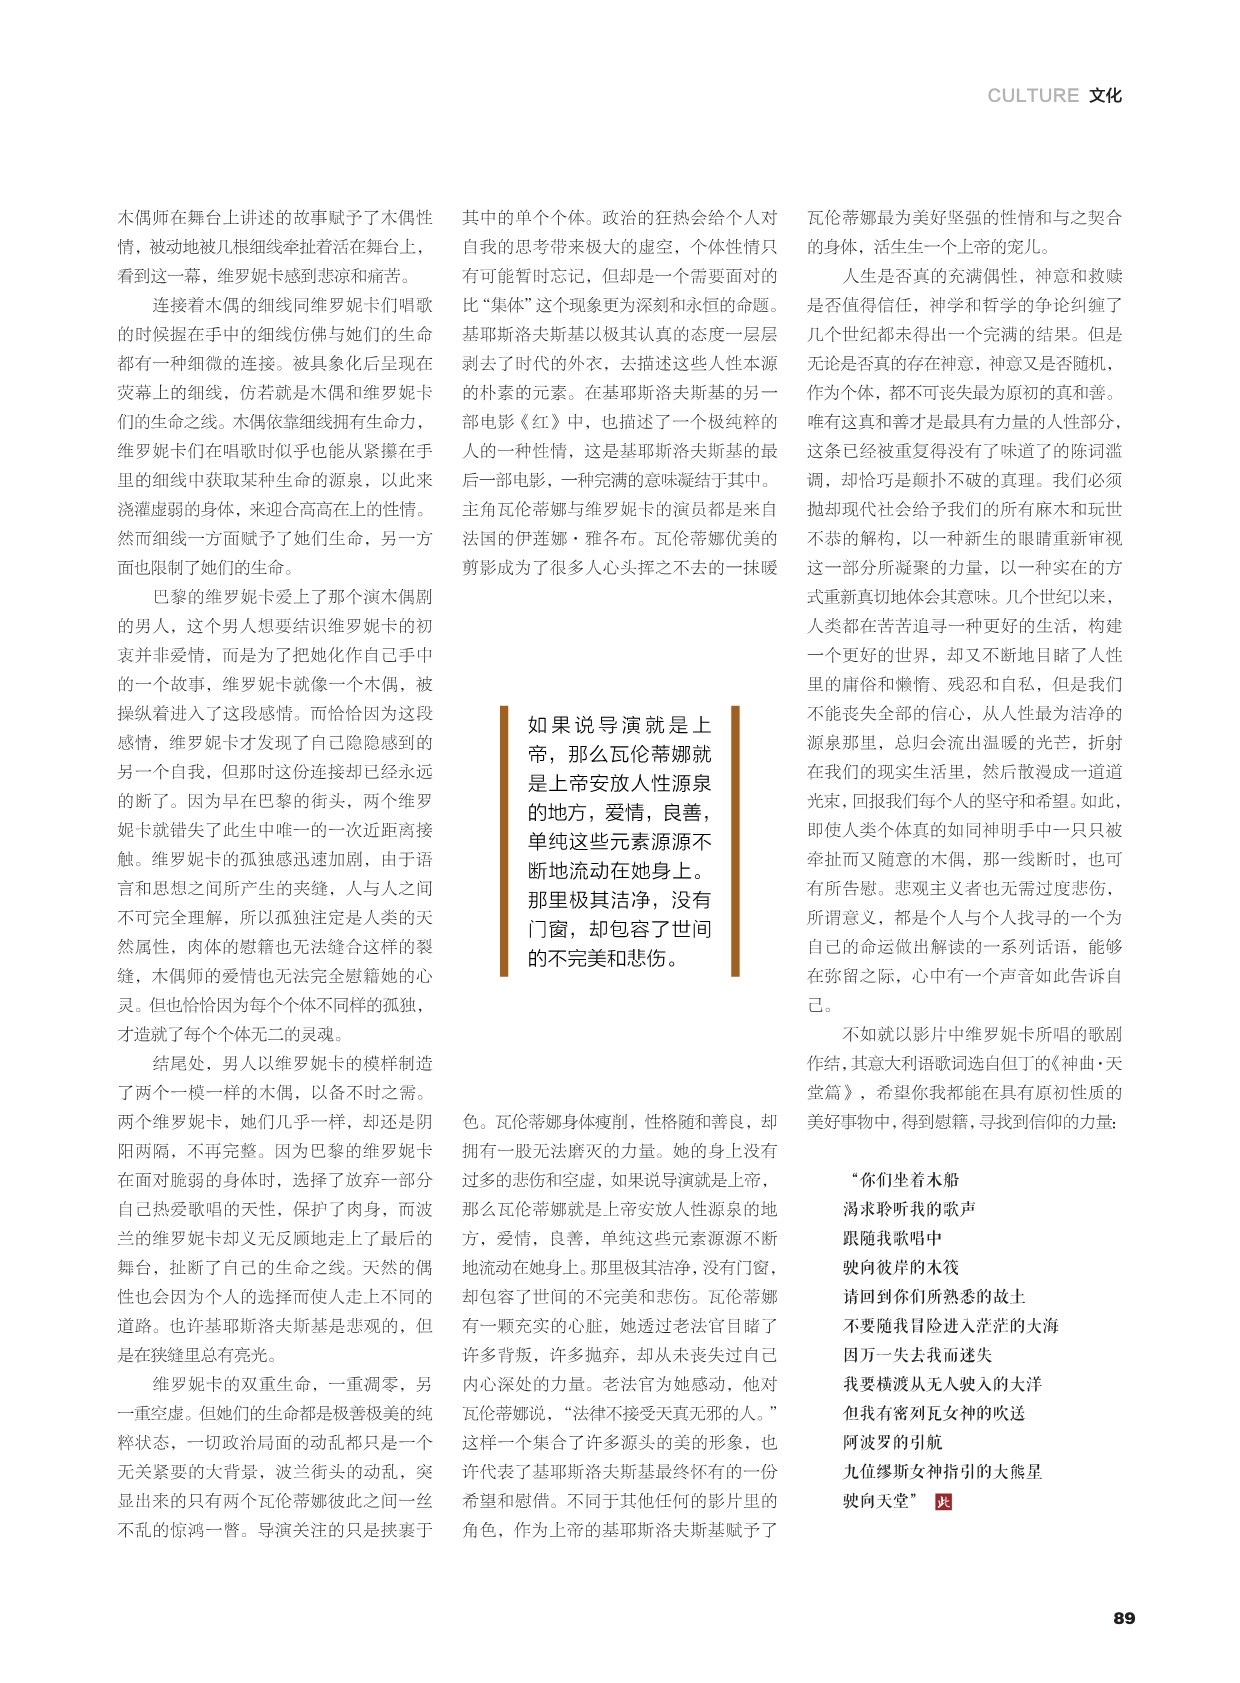 CULTURE 文化
木偶师在舞台上讲述的故事赋予了木偶性
情，被动地被几根细线牵扯着活在舞台上，
看到这一幕，维罗妮卡感到悲凉和痛苦。
连接着木偶的细线同维罗妮卡们唱歌
的时候握在手中的细线仿佛与她们的生命
都有一种细微的连接。被具象化后呈现在
荧幕上的细线，仿若就是木偶和维罗妮卡
们的生命之线。木偶依靠细线拥有生命力，
维罗妮卡们在唱歌时似乎也能从紧攥在手
里的细线中获取某种生命的源泉，以此来
浇灌虚弱的身体，来迎合高高在上的性情。
然而细线一方面赋予了她们生命，另一方
面也限制了她们的生命。
巴黎的维罗妮卡爱上了那个演木偶剧
的男人，这个男人想要结识维罗妮卡的初
衷并非爱情，而是为了把她化作自己手中
的一个故事，维罗妮卡就像一个木偶，被
操纵着进入了这段感情。而恰恰因为这段
感情，维罗妮卡才发现了自己隐隐感到的
另一个自我，但那时这份连接却已经永远
的断了。因为早在巴黎的街头，两个维罗
妮卡就错失了此生中唯一的一次近距离接
触。维罗妮卡的孤独感迅速加剧，由于语
言和思想之间所产生的夹缝，人与人之间
不可完全理解，所以孤独注定是人类的天
然属性，肉体的慰籍也无法缝合这样的裂
缝，木偶师的爱情也无法完全慰籍她的心
灵。但也恰恰因为每个个体不同样的孤独，
才造就了每个个体无二的灵魂。
结尾处，男人以维罗妮卡的模样制造
了两个一模一样的木偶，以备不时之需。
两个维罗妮卡，她们几乎一样，却还是阴
阳两隔，不再完整。因为巴黎的维罗妮卡
在面对脆弱的身体时，选择了放弃一部分
自己热爱歌唱的天性，保护了肉身，而波
兰的维罗妮卡却义无反顾地走上了最后的
舞台，扯断了自己的生命之线。天然的偶
性也会因为个人的选择而使人走上不同的
道路。也许基耶斯洛夫斯基是悲观的，但
是在狭缝里总有亮光。
维罗妮卡的双重生命，一重凋零，另
一重空虚。但她们的生命都是极善极美的纯
粹状态，一切政治局面的动乱都只是一个
无关紧要的大背景，波兰街头的动乱，突
显出来的只有两个瓦伦蒂娜彼此之间一丝
不乱的惊鸿一瞥。导演关注的只是挟裹于
其中的单个个体。政治的狂热会给个人对
自我的思考带来极大的虚空，个体性情只
有可能暂时忘记，但却是一个需要面对的
比“集体”这个现象更为深刻和永恒的命题。
基耶斯洛夫斯基以极其认真的态度一层层
剥去了时代的外衣，去描述这些人性本源
的朴素的元素。在基耶斯洛夫斯基的另一
部电影《红》中，也描述了一个极纯粹的
人的一种性情，这是基耶斯洛夫斯基的最
后一部电影，一种完满的意味凝结于其中。
主角瓦伦蒂娜与维罗妮卡的演员都是来自
法国的伊莲娜·雅各布。瓦伦蒂娜优美的
剪影成为了很多人心头挥之不去的一抹暖
如果说导演就是上
帝，那么瓦伦蒂娜就
是上帝安放人性源泉
的地方，爱情，良善，
单纯这些元素源源不
断地流动在她身上。
那里极其洁净，没有
门窗，却包容了世间
的不完美和悲伤。
色。瓦伦蒂娜身体瘦削，性格随和善良，却
拥有一股无法磨灭的力量。她的身上没有
过多的悲伤和空虚，如果说导演就是上帝，
那么瓦伦蒂娜就是上帝安放人性源泉的地
方，爱情，良善，单纯这些元素源源不断
地流动在她身上。那里极其洁净，没有门窗，
却包容了世间的不完美和悲伤。瓦伦蒂娜
有一颗充实的心脏，她透过老法官目睹了
许多背叛，许多抛弃，却从未丧失过自己
内心深处的力量。老法官为她感动，他对
瓦伦蒂娜说，“法律不接受天真无邪的人。”
这样一个集合了许多源头的美的形象，也
许代表了基耶斯洛夫斯基最终怀有的一份
希望和慰借。不同于其他任何的影片里的
角色，作为上帝的基耶斯洛夫斯基赋予了
瓦伦蒂娜最为美好坚强的性情和与之契合
的身体，活生生一个上帝的宠儿。
人生是否真的充满偶性，神意和救赎
是否值得信任，神学和哲学的争论纠缠了
几个世纪都未得出一个完满的结果。但是
无论是否真的存在神意，神意又是否随机，
作为个体，都不可丧失最为原初的真和善。
唯有这真和善才是最具有力量的人性部分，
这条已经被重复得没有了味道了的陈词滥
调，却恰巧是颠扑不破的真理。我们必须
抛却现代社会给予我们的所有麻木和玩世
不恭的解构，以一种新生的眼睛重新审视
这一部分所凝聚的力量，以一种实在的方
式重新真切地体会其意味。几个世纪以来，
人类都在苦苦追寻一种更好的生活，构建
一个更好的世界，却又不断地目睹了人性
里的庸俗和懒惰、残忍和自私，但是我们
不能丧失全部的信心，从人性最为洁净的
源泉那里，总归会流出温暖的光芒，折射
在我们的现实生活里，然后散漫成一道道
光束，回报我们每个人的坚守和希望。如此，
即使人类个体真的如同神明手中一只只被
牵扯而又随意的木偶，那一线断时，也可
有所告慰。悲观主义者也无需过度悲伤，
所谓意义，都是个人与个人找寻的一个为
自己的命运做出解读的一系列话语，能够
在弥留之际，心中有一个声音如此告诉自
己。
不如就以影片中维罗妮卡所唱的歌剧
作结，其意大利语歌词选自但丁的《神曲·天
堂篇》，希望你我都能在具有原初性质的
美好事物中，得到慰籍，寻找到信仰的力量：
“你们坐着木船
渴求聆听我的歌声
跟随我歌唱中
驶向彼岸的木筏
请回到你们所熟悉的故土
不要随我冒险进入茫茫的大海
因万一失去我而迷失
我要横渡从无人驶入的大洋
但我有密列瓦女神的吹送
阿波罗的引航
九位缪斯女神指引的大熊星
驶向天堂” 此
89